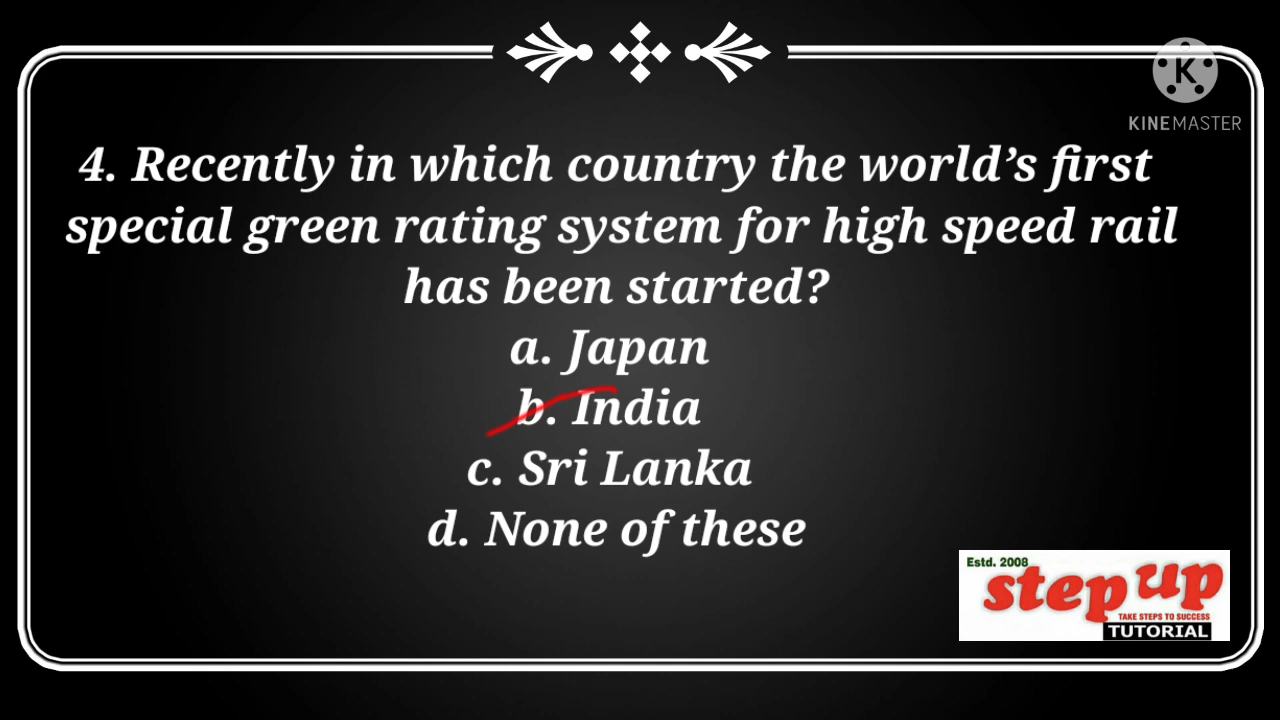 K
KINEMASTER
4. Recently in which country the world’s first
special green rating system for high speed rail
has been started?
a. Japan
b. India
c. Sri Lanka
d. None of these
Estd. 2008
step up
TAKE STEPS TO SUCCESS
TUTORIAL